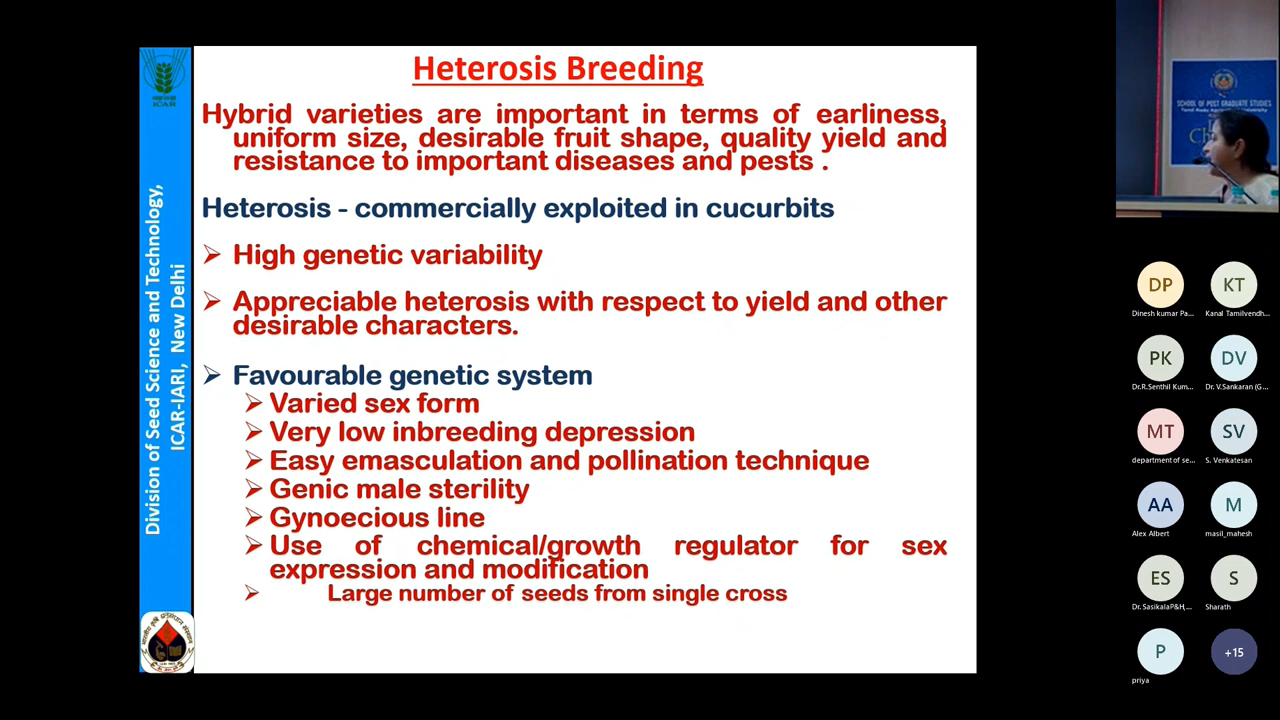 Heterosis Breeding
Hybrid varieties are important in terms of earliness,
uniform size, desirable fruit shape, quality yield and
resistance to important diseases and pests .
Heterosis - commercially exploited in cucurbits
High genetic variability
Appreciable heterosis with respect to yield and other
desirable characters.
Favourable genetic system
Varied sex form
Very low inbreeding depression
Easy emasculation and pollination technique
Genic male sterility
Gynoecious line
Use of chemical/growth regulator for sex
expression and modification
Large number of seeds from single cross
ICAR
Division of Seed Science and Technology,
ICAR-IARI, New Delhi
SCHOOL OF POST GRADUATE STUDIES
DP
Dinesh kumar Pa...
KT
Kanal Tamilvendh...
PK
Dr.R.Senthil Kum...
DV
Dr. V.Sankaran (G...
MT
department of se...
SV
S. Venkatesan
AA
Alex Albert
M
masil_mahesh
ES
Dr. SasikalaP&H,...
S
Sharath
P
priya
+15